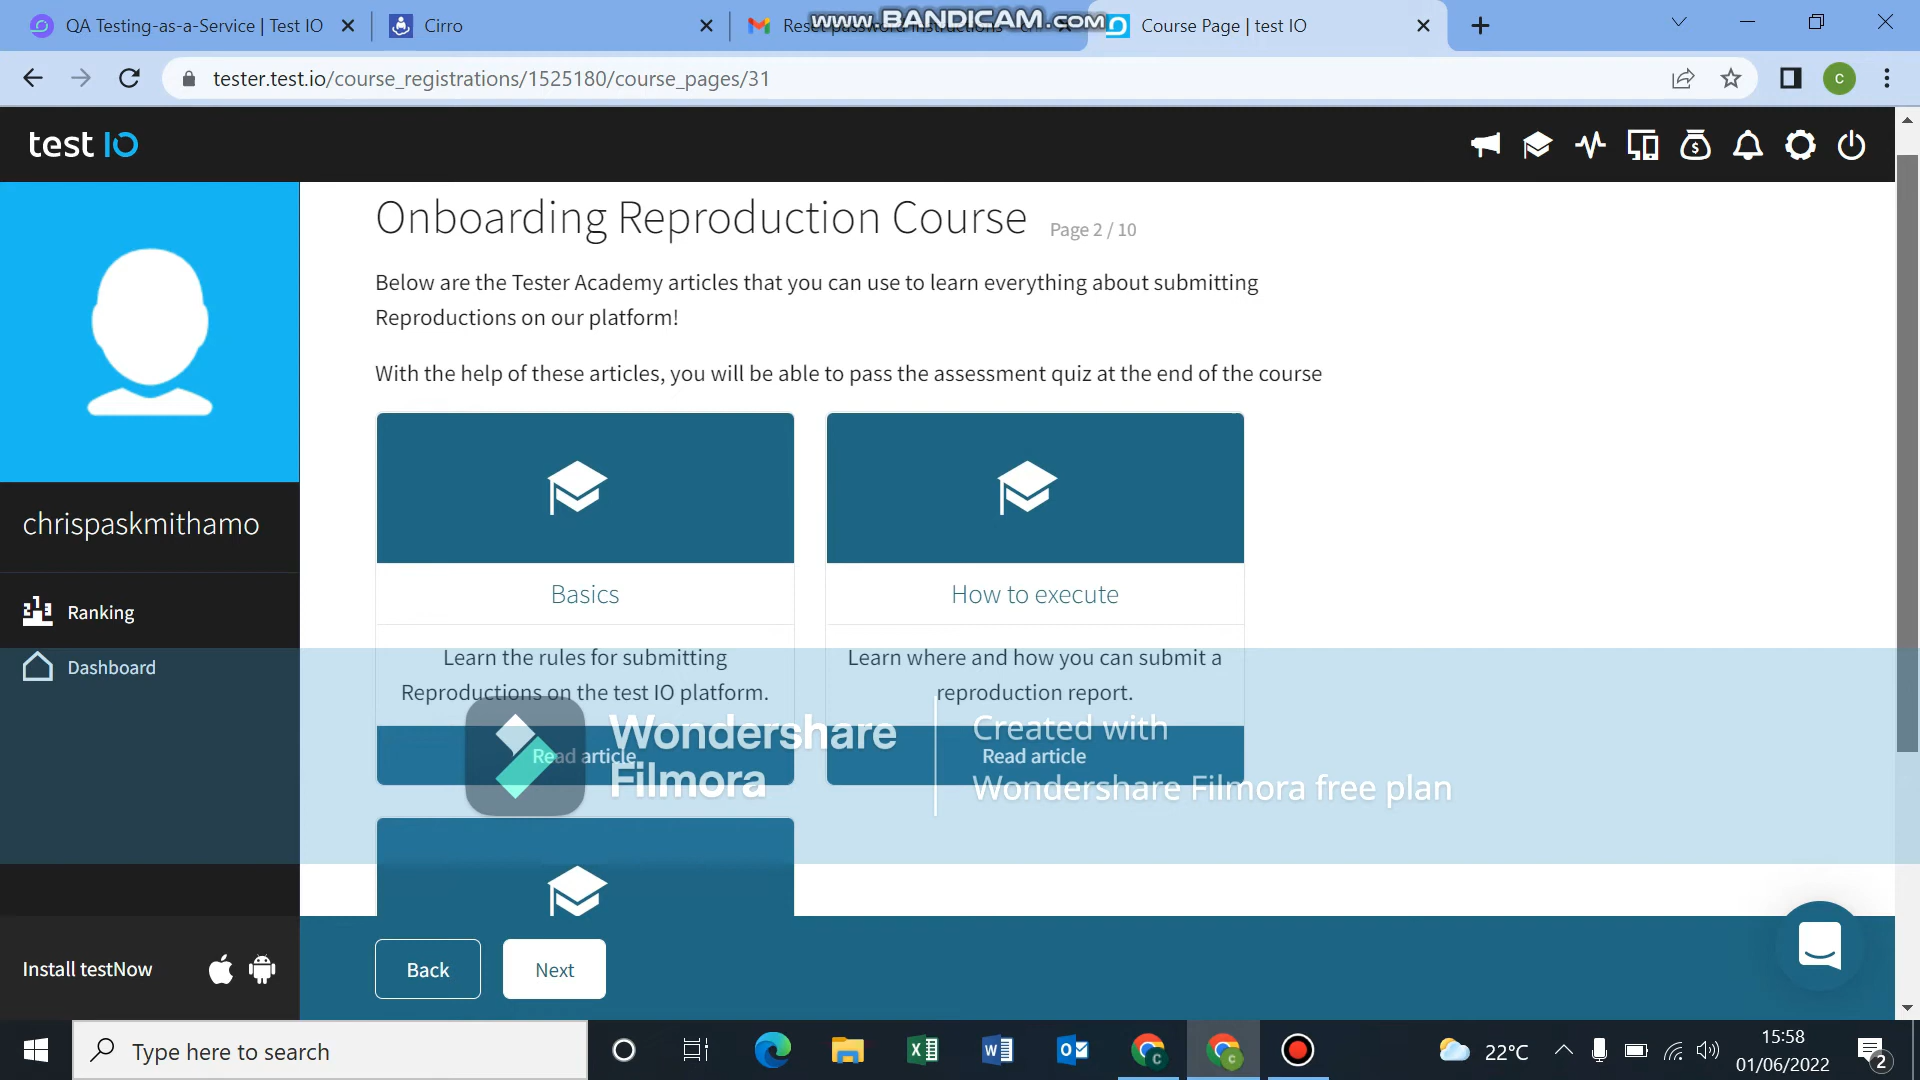 www.BANDICAM.com
QA Testing-as-a-Service | Test IO
Cirro
Reset password instructions
Course Page | test IO
tester.test.io/course_registrations/1525180/course_pages/31
C
test IO
Onboarding Reproduction Course
Page 2 / 10
Below are the Tester Academy articles that you can use to learn everything about submitting
Reproductions on our platform!
With the help of these articles, you will be able to pass the assessment quiz at the end of the course
chrispaskmithamo
Ranking
Dashboard
Basics
How to execute
Learn the rules for submitting
Reproductions on the test IO platform.
Learn where and how you can submit a
reproduction report.
Read article
Read article
Wondershare
Filmora
Created with
Wondershare Filmora free plan
Install testNow
Back
Next
Type here to search
22°C
15:58
01/06/2022
2